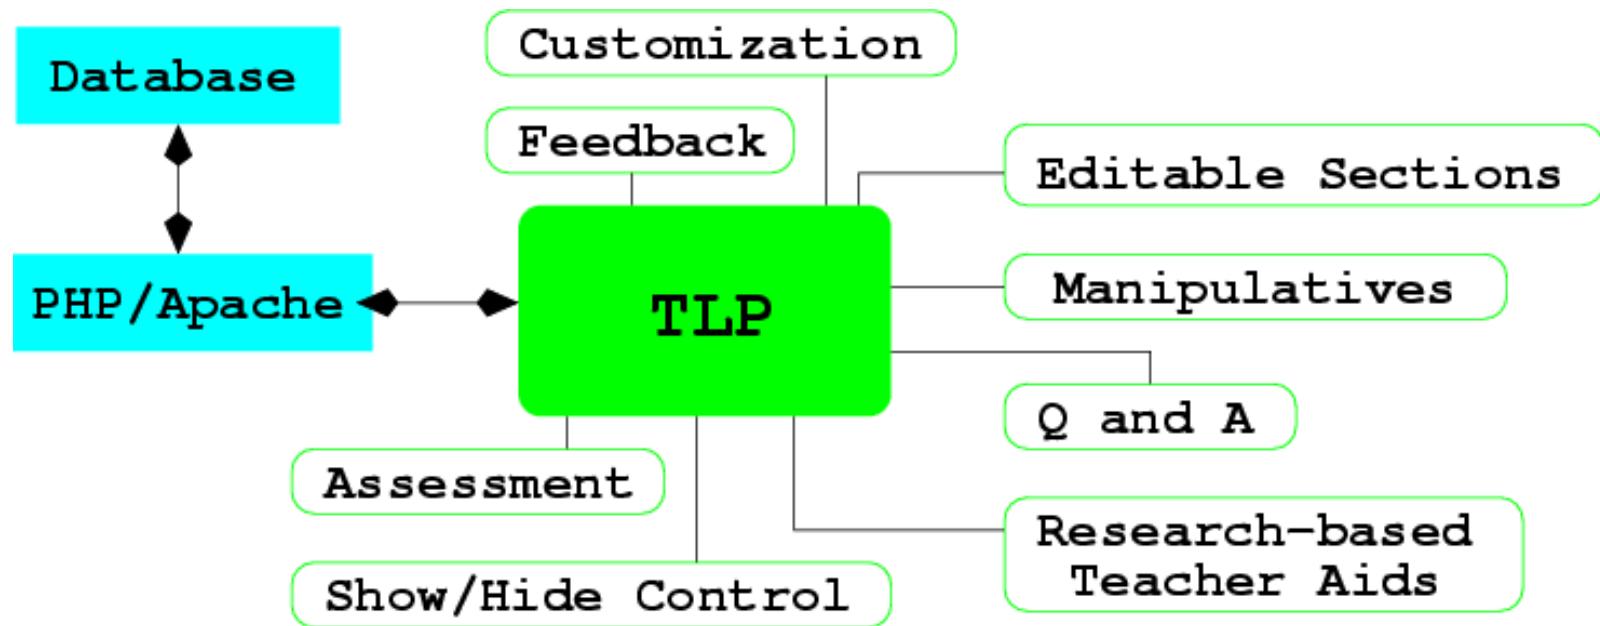 Customization
Database
Feedback
Editable Sections
PHP/Apache
TLP
Manipulatives
Q and A
Assessment
Research-based
Teacher Aids
Show/Hide Control